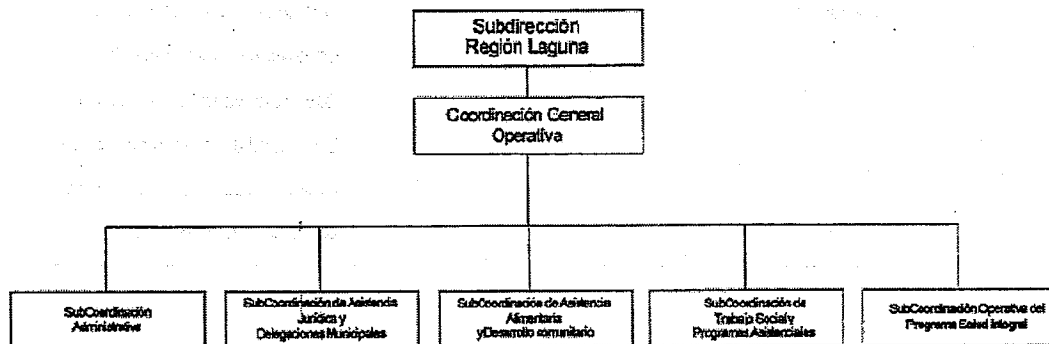 Subdirección
Región Laguna
Coordinación General
Operativa
SubCoordinación
Administrativa
SubCoordinación de Asistencia
Jurídica y
Delegaciones Municipales
SubCoordinación de Asistencia
Alimentaria
y Desarrollo comunitario
SubCoordinación de
Trabajo Social y
Programas Asistenciales
SubCoordinación Operativa del
Programa Salud Integral